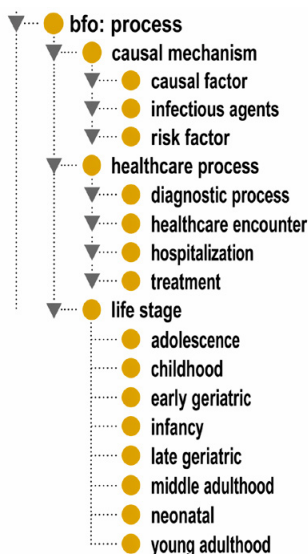 bfo: process
causal mechanism
causal factor
infectious agents
risk factor
healthcare process
diagnostic process
healthcare encounter
hospitalization
treatment
life stage
adolescence
childhood
early geriatric
infancy
late geriatric
middle adulthood
neonatal
young adulthood